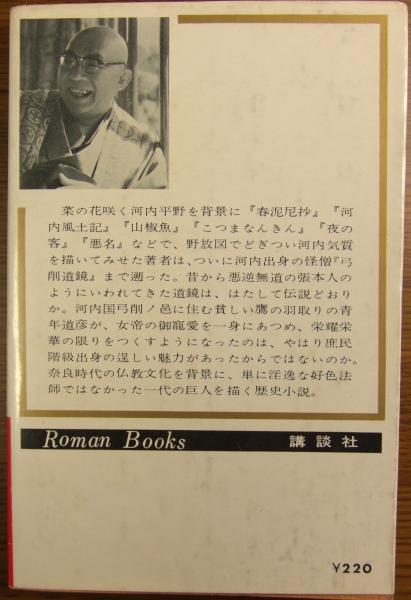 菜の花咲く河内平野を背景に『春泥尼抄』『河
内風土記』『山椒魚』『こつまなんきん』『夜の
客』『悪名』などで、野放図でどぎつい河内気質
を描いてみせた著者は、ついに河内出身の怪僧『弓
削道鏡』まで遡った。昔から悪逆無道の張本人の
ようにいわれてきた道鏡は、はたして伝説どおり
か。河内国弓削ノ邑に住む貧しい鷹の羽取りの青
年道彦が、女帝の御寵愛を一身にあつめ、栄耀栄
華の限りをつくすようになったのは、やはり庶民
階級出身の逞しい魅力があったからではないのか。
奈良時代の仏教文化を背景に、単に淫逸な好色法
師ではなかった一代の巨人を描く歴史小説。
Roman Books 講談社
¥220